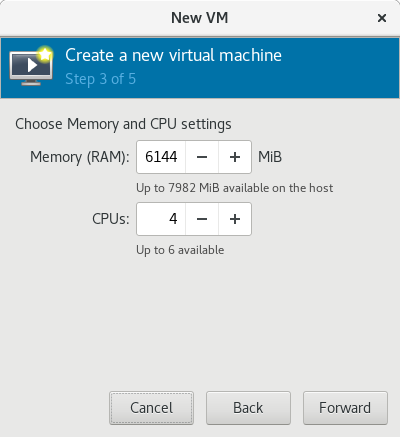 New VM
Create a new virtual machine
Step 3 of 5
Choose Memory and CPU settings
Memory (RAM): 6144 − + MiB
Up to 7982 MiB available on the host
CPUs: 4 − +
Up to 6 available
Cancel Back Forward